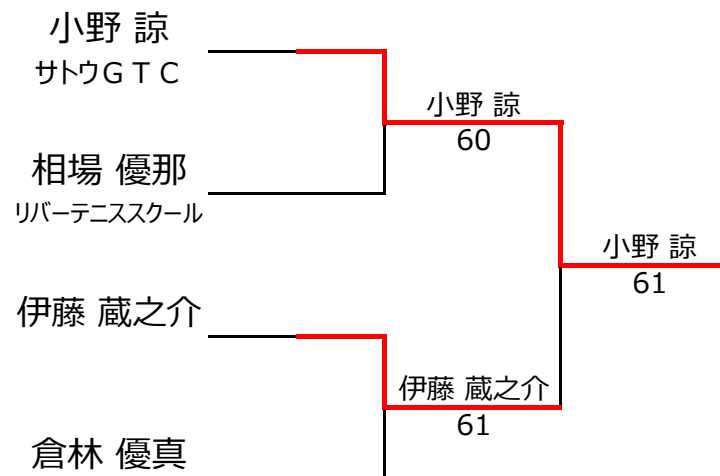 小野 諒
サトウＧＴＣ
小野 諒
60
相場 優那
リバーテニススクール
小野 諒
61
伊藤 蔵之介
伊藤 蔵之介
61
倉林 優真